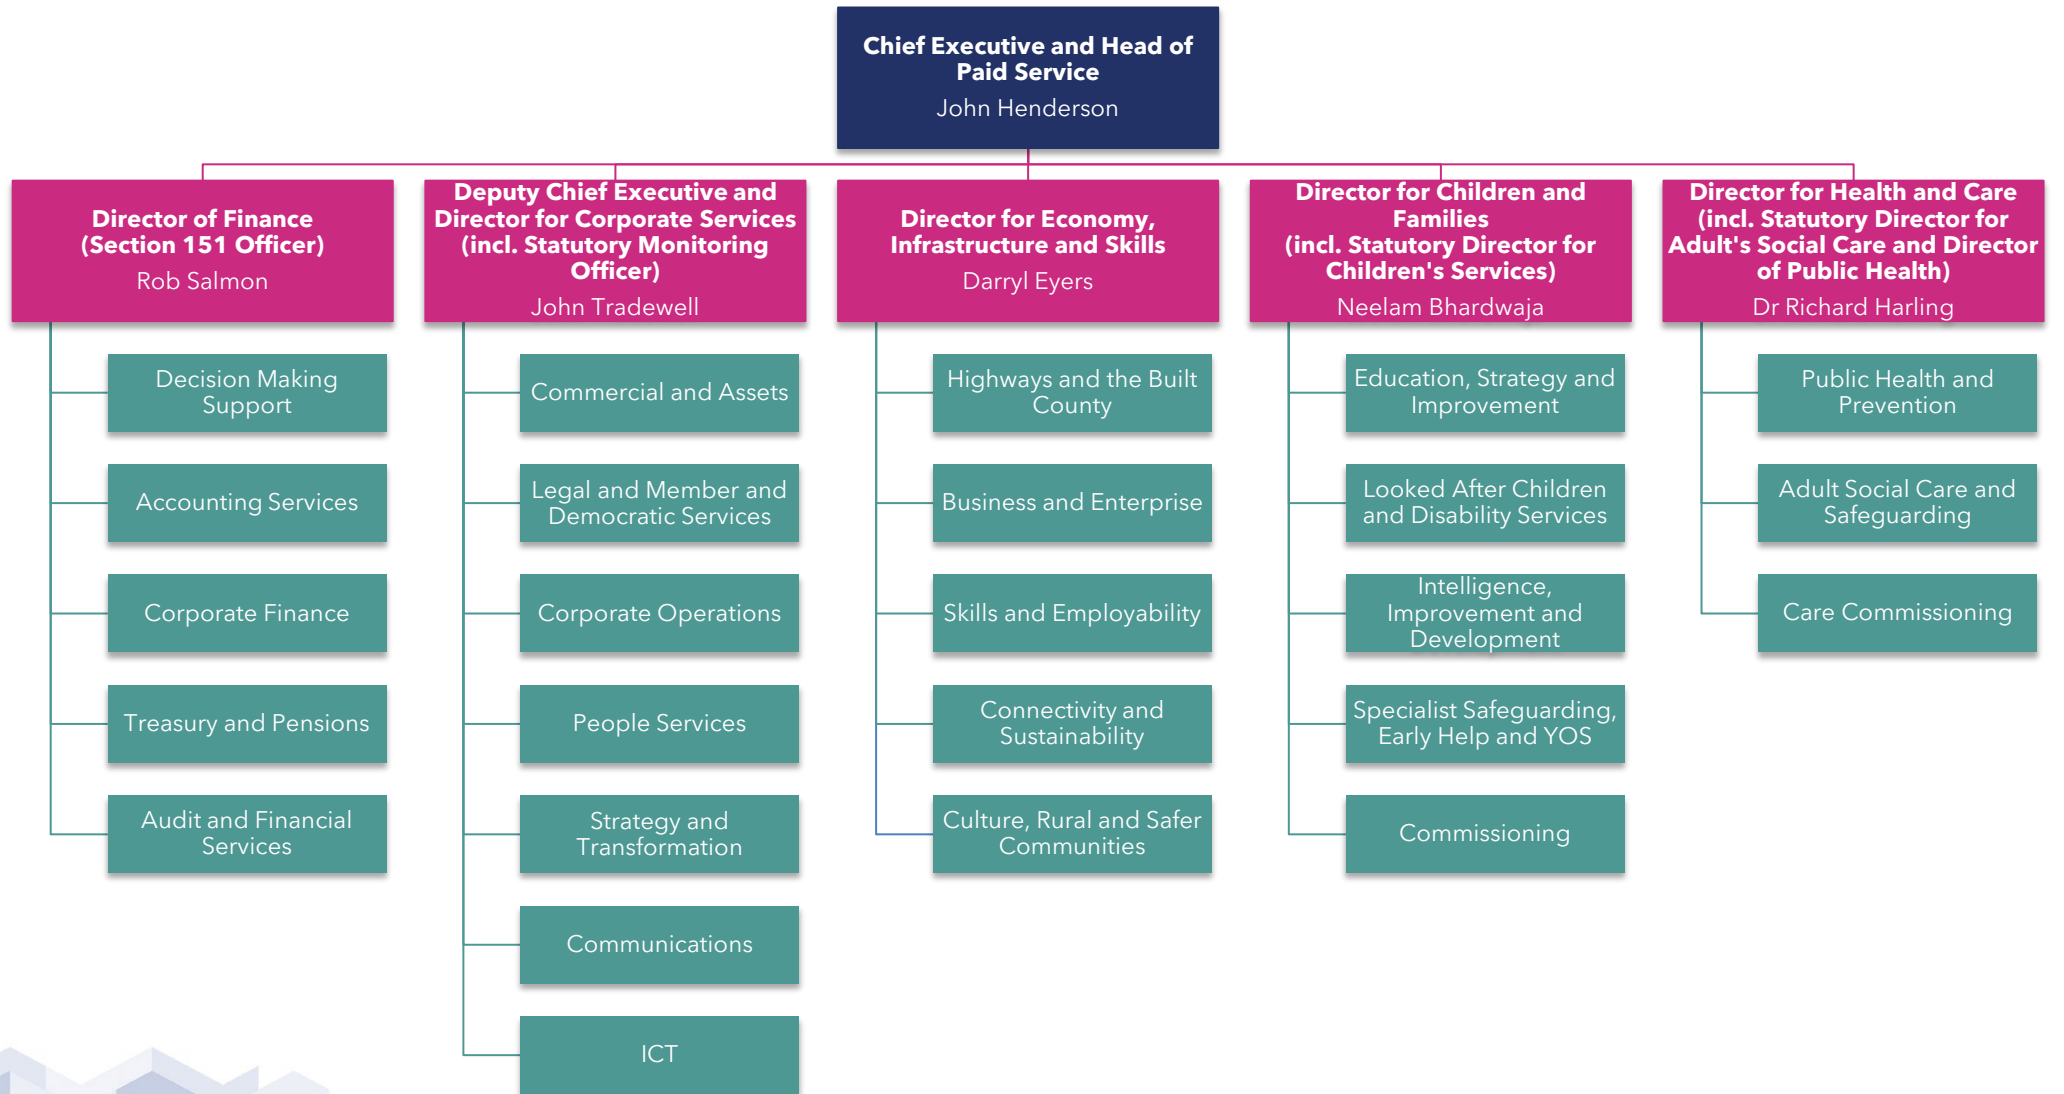 Chief Executive and Head of
Paid Service
John Henderson
Director of Finance
(Section 151 Officer)
Rob Salmon
Decision Making
Support
Accounting Services
Corporate Finance
Treasury and Pensions
Audit and Financial
Services
Deputy Chief Executive and
Director for Corporate Services
(incl. Statutory Monitoring
Officer)
John Tradewell
Commercial and Assets
Legal and Member and
Democratic Services
Corporate Operations
People Services
Strategy and
Transformation
Communications
ICT
Director for Economy,
Infrastructure and Skills
Darryl Eyers
Highways and the Built
County
Business and Enterprise
Skills and Employability
Connectivity and
Sustainability
Culture, Rural and Safer
Communities
Director for Children and
Families
(incl. Statutory Director for
Children's Services)
Neelam Bhardwaja
Education, Strategy and
Improvement
Looked After Children
and Disability Services
Intelligence,
Improvement and
Development
Specialist Safeguarding,
Early Help and YOS
Commissioning
Director for Health and Care
(incl. Statutory Director for
Adult's Social Care and Director
of Public Health)
Dr Richard Harling
Public Health and
Prevention
Adult Social Care and
Safeguarding
Care Commissioning